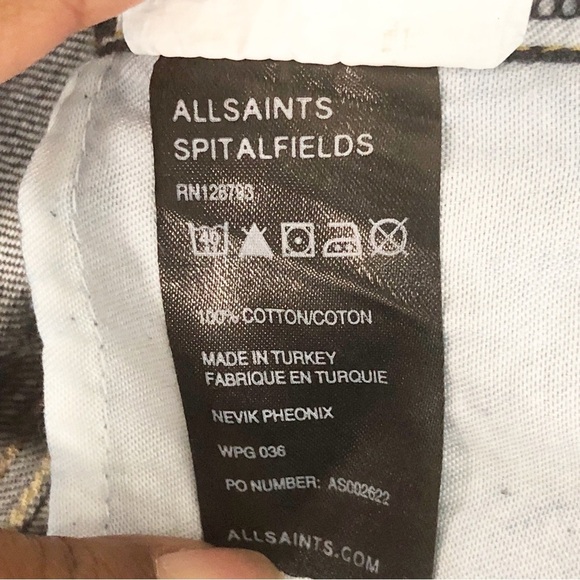 ALLSAINTS
SPITALFIELDS
RN128793
40
100% COTTON/COTON
MADE IN TURKEY
FABRIQUE EN TURQUIE
NEVIK PHEONIX
WPG 036
PO NUMBER: AS002622
ALLSAINTS.COM